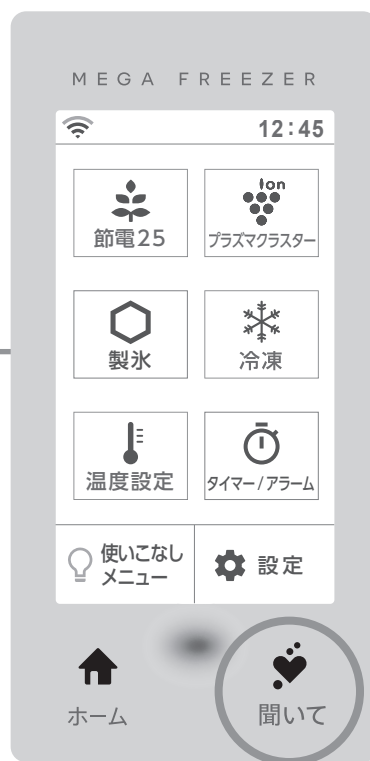 MEGA FREEZER
12:45
節電25
Ion
プラズマクラスター
製氷
冷凍
温度設定
タイマー/アラーム
使いこなし
メニュー
設定
ホーム
聞いて